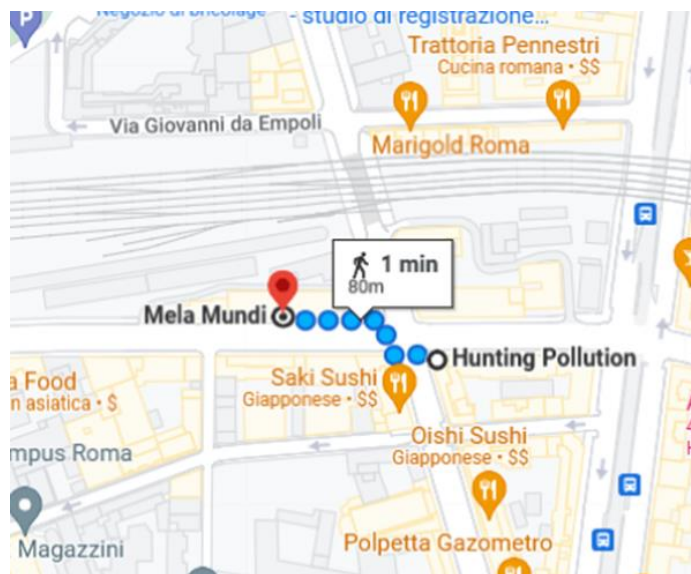 P
Negozio di bricolage
- studio di registrazione...
Trattoria Pennestri
Cucina romana • $$
Via Giovanni da Empoli
Marigold Roma
1 min
80m
Mela Mundi
Hunting Pollution
a Food
n asiatica • $
Saki Sushi
Giapponese • $$
mpus Roma
Oishi Sushi
Giapponese • $$
Magazzini
Polpetta Gazometro